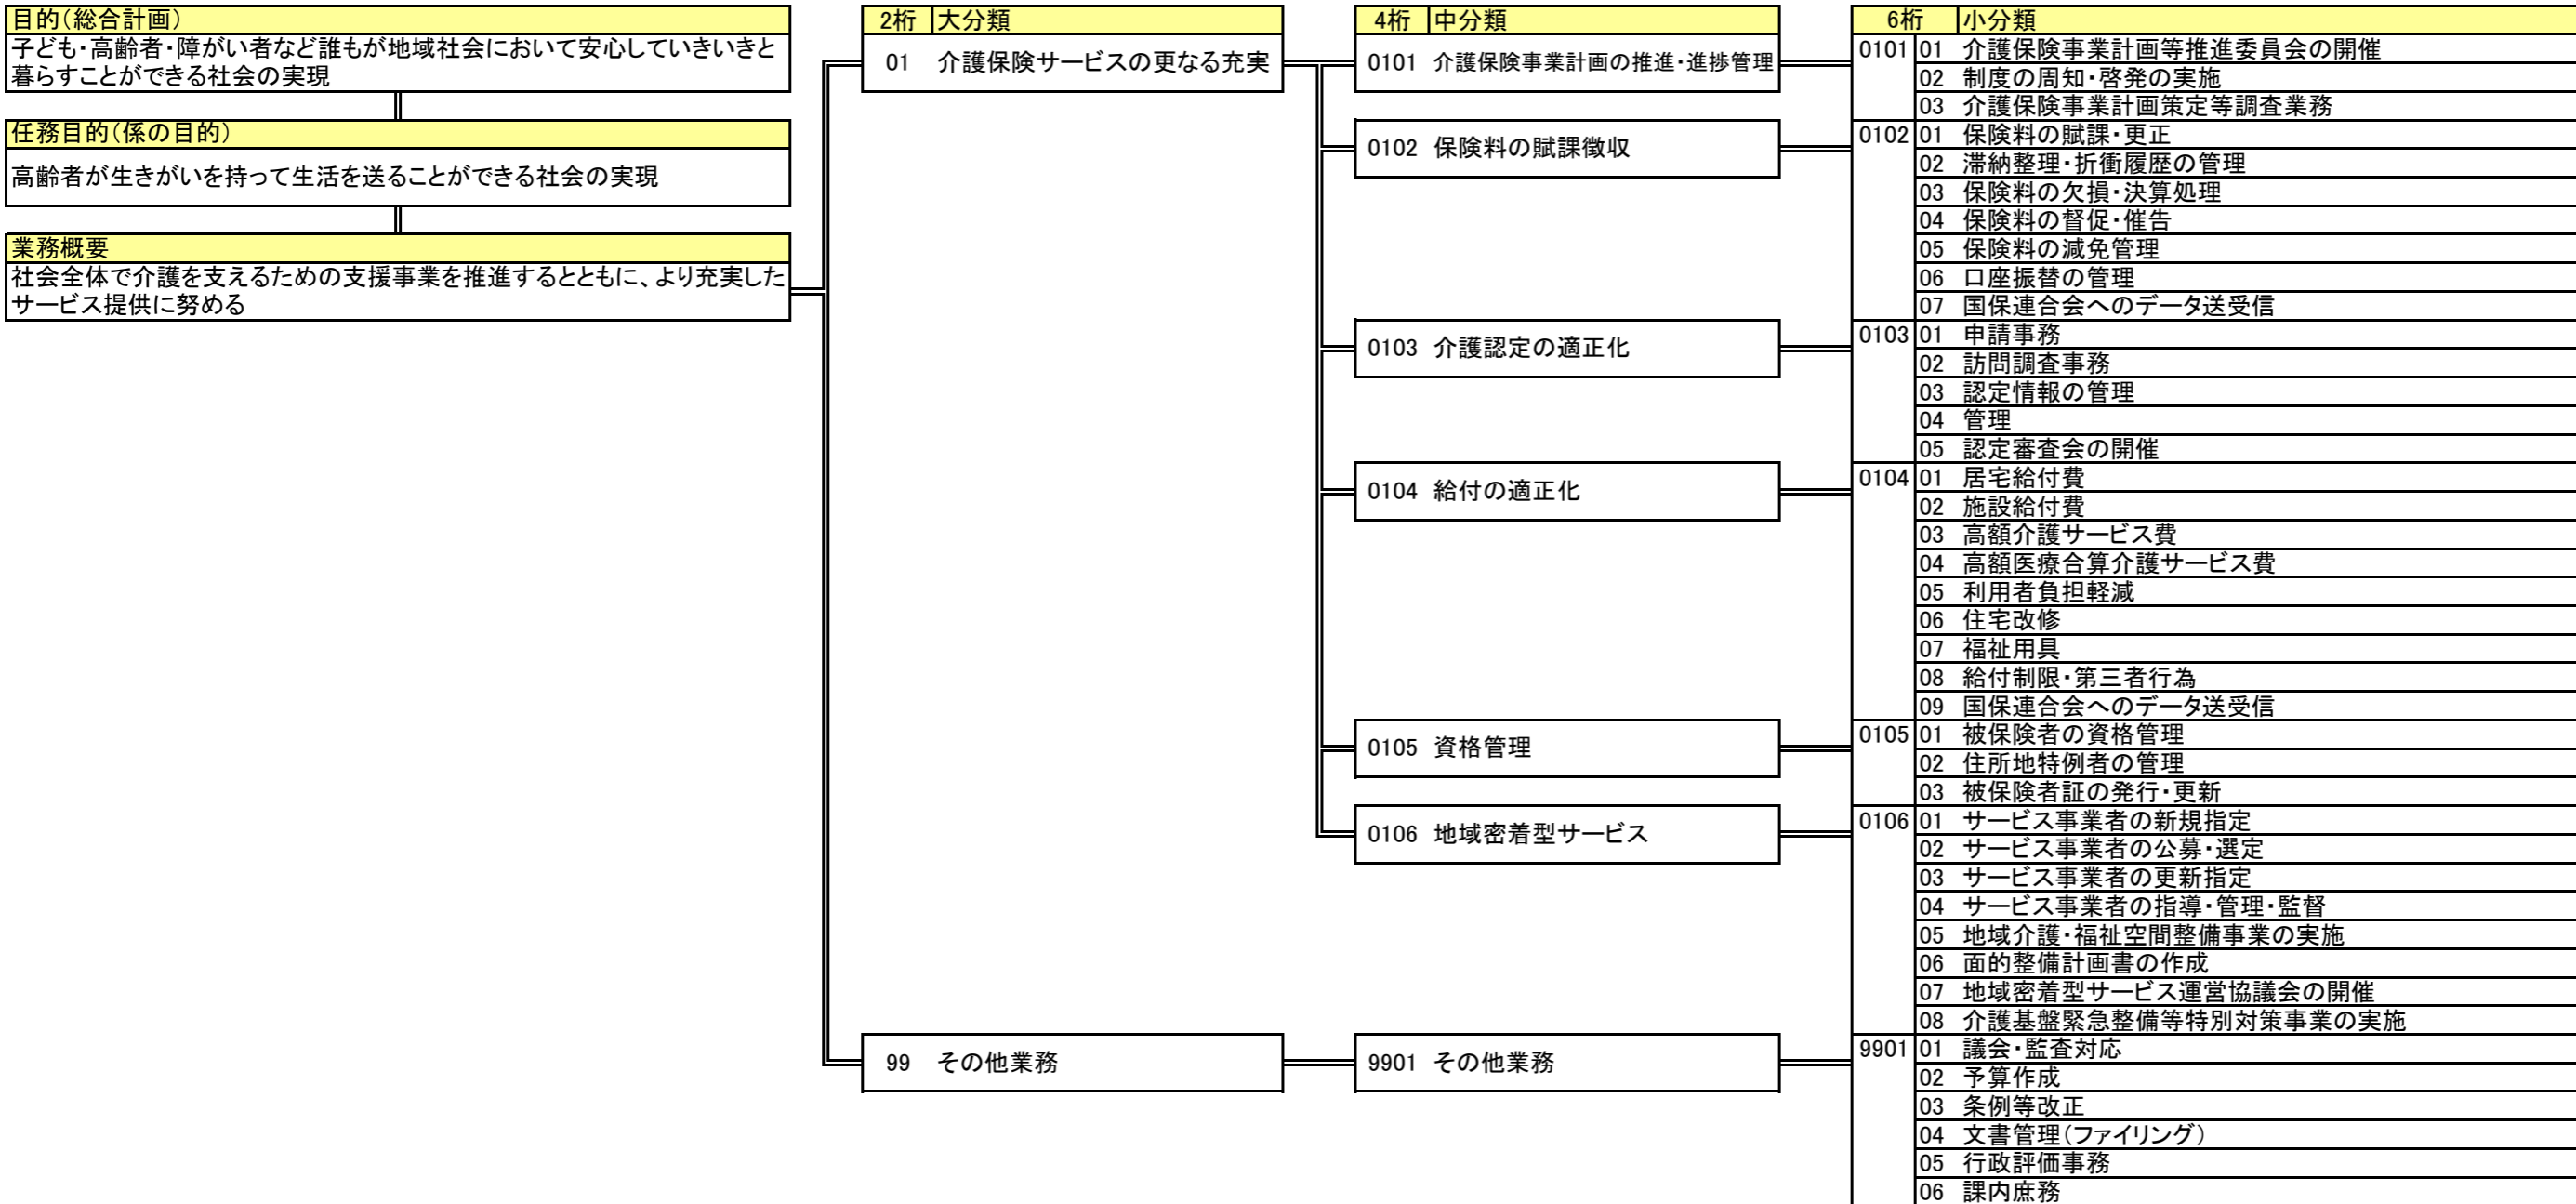 目的(総合計画)
子ども・高齢者・障がい者など誰もが地域社会において安心していきいきと
暮らすことができる社会の実現
任務目的(係の目的)
高齢者が生きがいを持って生活を送ることができる社会の実現
業務概要
社会全体で介護を支えるための支援事業を推進するとともに、より充実した
サービス提供に努める
2桁 大分類
01 介護保険サービスの更なる充実
99 その他業務
4桁 中分類
0101 介護保険事業計画の推進・進捗管理
0102 保険料の賦課徴収
0103 介護認定の適正化
0104 給付の適正化
0105 資格管理
0106 地域密着型サービス
9901 その他業務
6桁 小分類
0101 01 介護保険事業計画等推進委員会の開催
02 制度の周知・啓発の実施
03 介護保険事業計画策定等調査業務
0102 01 保険料の賦課・更正
02 滞納整理・折衝履歴の管理
03 保険料の欠損・決算処理
04 保険料の督促・催告
05 保険料の減免管理
06 口座振替の管理
07 国保連合会へのデータ送受信
0103 01 申請事務
02 訪問調査事務
03 認定情報の管理
04 管理
05 認定審査会の開催
0104 01 居宅給付費
02 施設給付費
03 高額介護サービス費
04 高額医療合算介護サービス費
05 利用者負担軽減
06 住宅改修
07 福祉用具
08 給付制限・第三者行為
09 国保連合会へのデータ送受信
0105 01 被保険者の資格管理
02 住所地特例者の管理
03 被保険者証の発行・更新
0106 01 サービス事業者の新規指定
02 サービス事業者の公募・選定
03 サービス事業者の更新指定
04 サービス事業者の指導・管理・監督
05 地域介護・福祉空間整備事業の実施
06 面的整備計画書の作成
07 地域密着型サービス運営協議会の開催
08 介護基盤緊急整備等特別対策事業の実施
9901 01 議会・監査対応
02 予算作成
03 条例等改正
04 文書管理(ファイリング)
05 行政評価事務
06 課内庶務